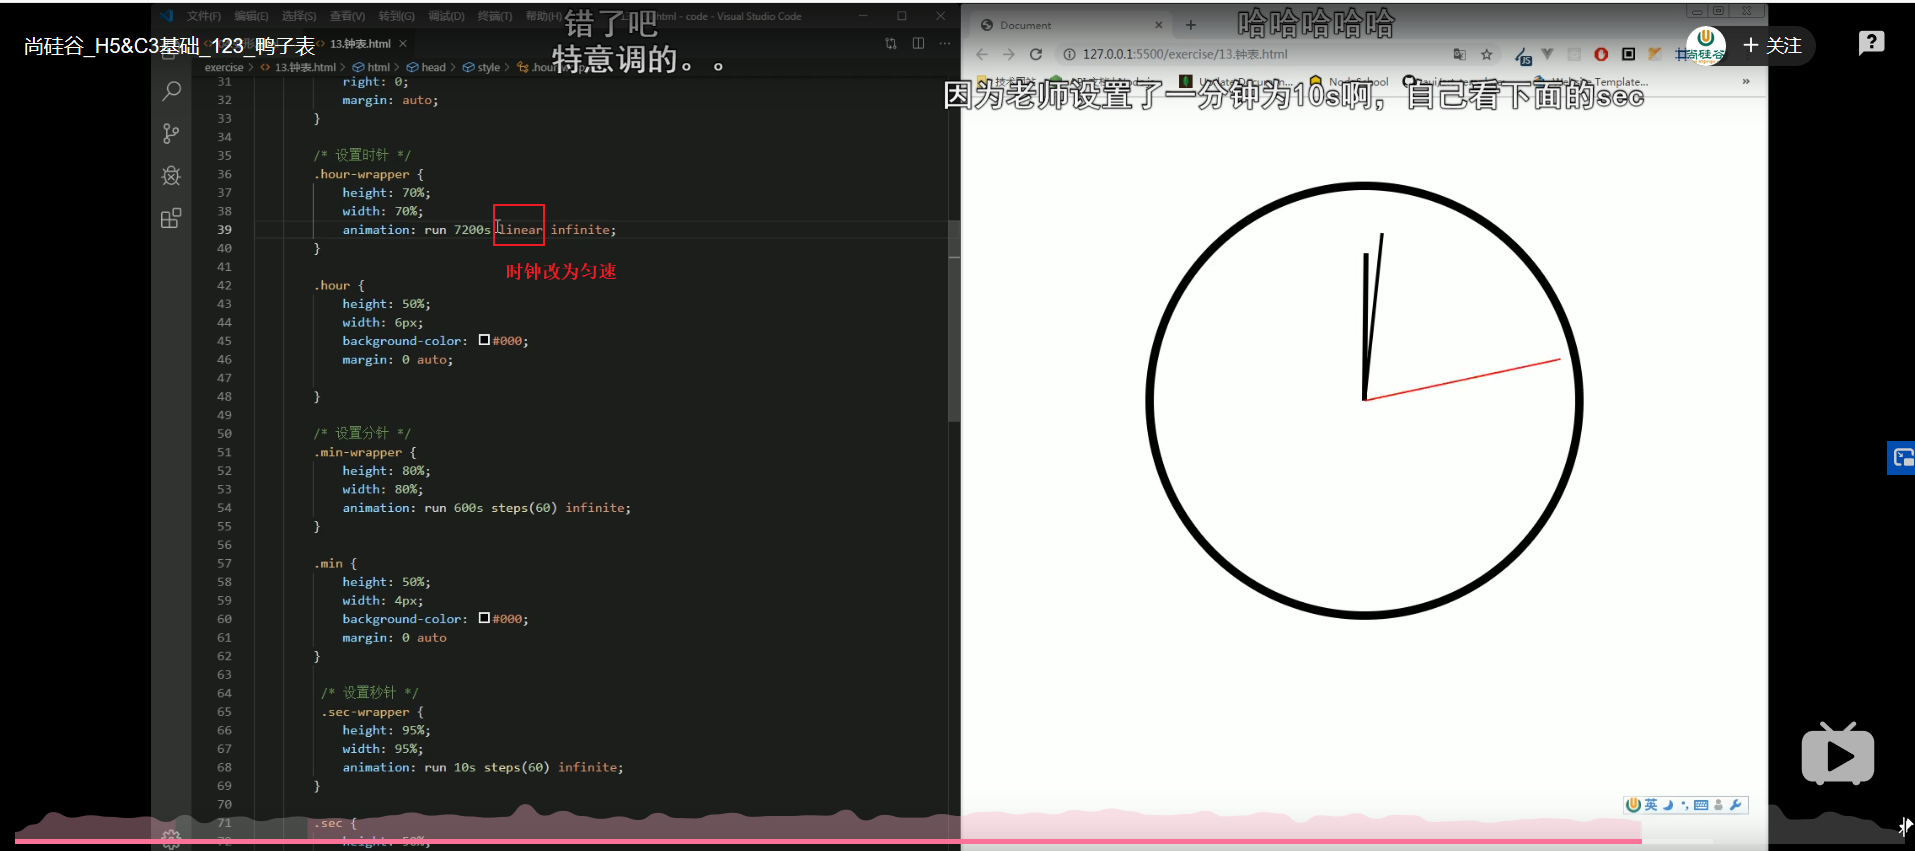 文件(F) 编辑(E) 选择(S) 查看(V) 转到(G) 调试(D) 终端(T) 帮助(H)
html - code - Visual Studio Code
错了吧
特意调的。。
哈哈哈哈哈
因为老师设置了一分钟为10s啊，自己看下面的sec
尚硅谷_H5&C3基础_123_鸭子表
13.钟表.html
exercise > 13.钟表.html > html > head > style > .hour
31 right: 0;
32 margin: auto;
33 }
34
35 /* 设置时针 */
36 .hour-wrapper {
37 height: 70%;
38 width: 70%;
39 animation: run 7200s linear infinite;
40 }
时钟改为匀速
41
42 .hour {
43 height: 50%;
44 width: 6px;
45 background-color: #000;
46 margin: 0 auto;
47
48 }
49
50 /* 设置分针 */
51 .min-wrapper {
52 height: 80%;
53 width: 80%;
54 animation: run 600s steps(60) infinite;
55 }
56
57 .min {
58 height: 50%;
59 width: 4px;
60 background-color: #000;
61 margin: 0 auto
62 }
63
64 /* 设置秒针 */
65 .sec-wrapper {
66 height: 95%;
67 width: 95%;
68 animation: run 10s steps(60) infinite;
69 }
70
71 .sec {
72 height: 50%;
Document
127.0.0.1:5500/exercise/13.钟表.html
JS
尚硅谷
+ 关注
英